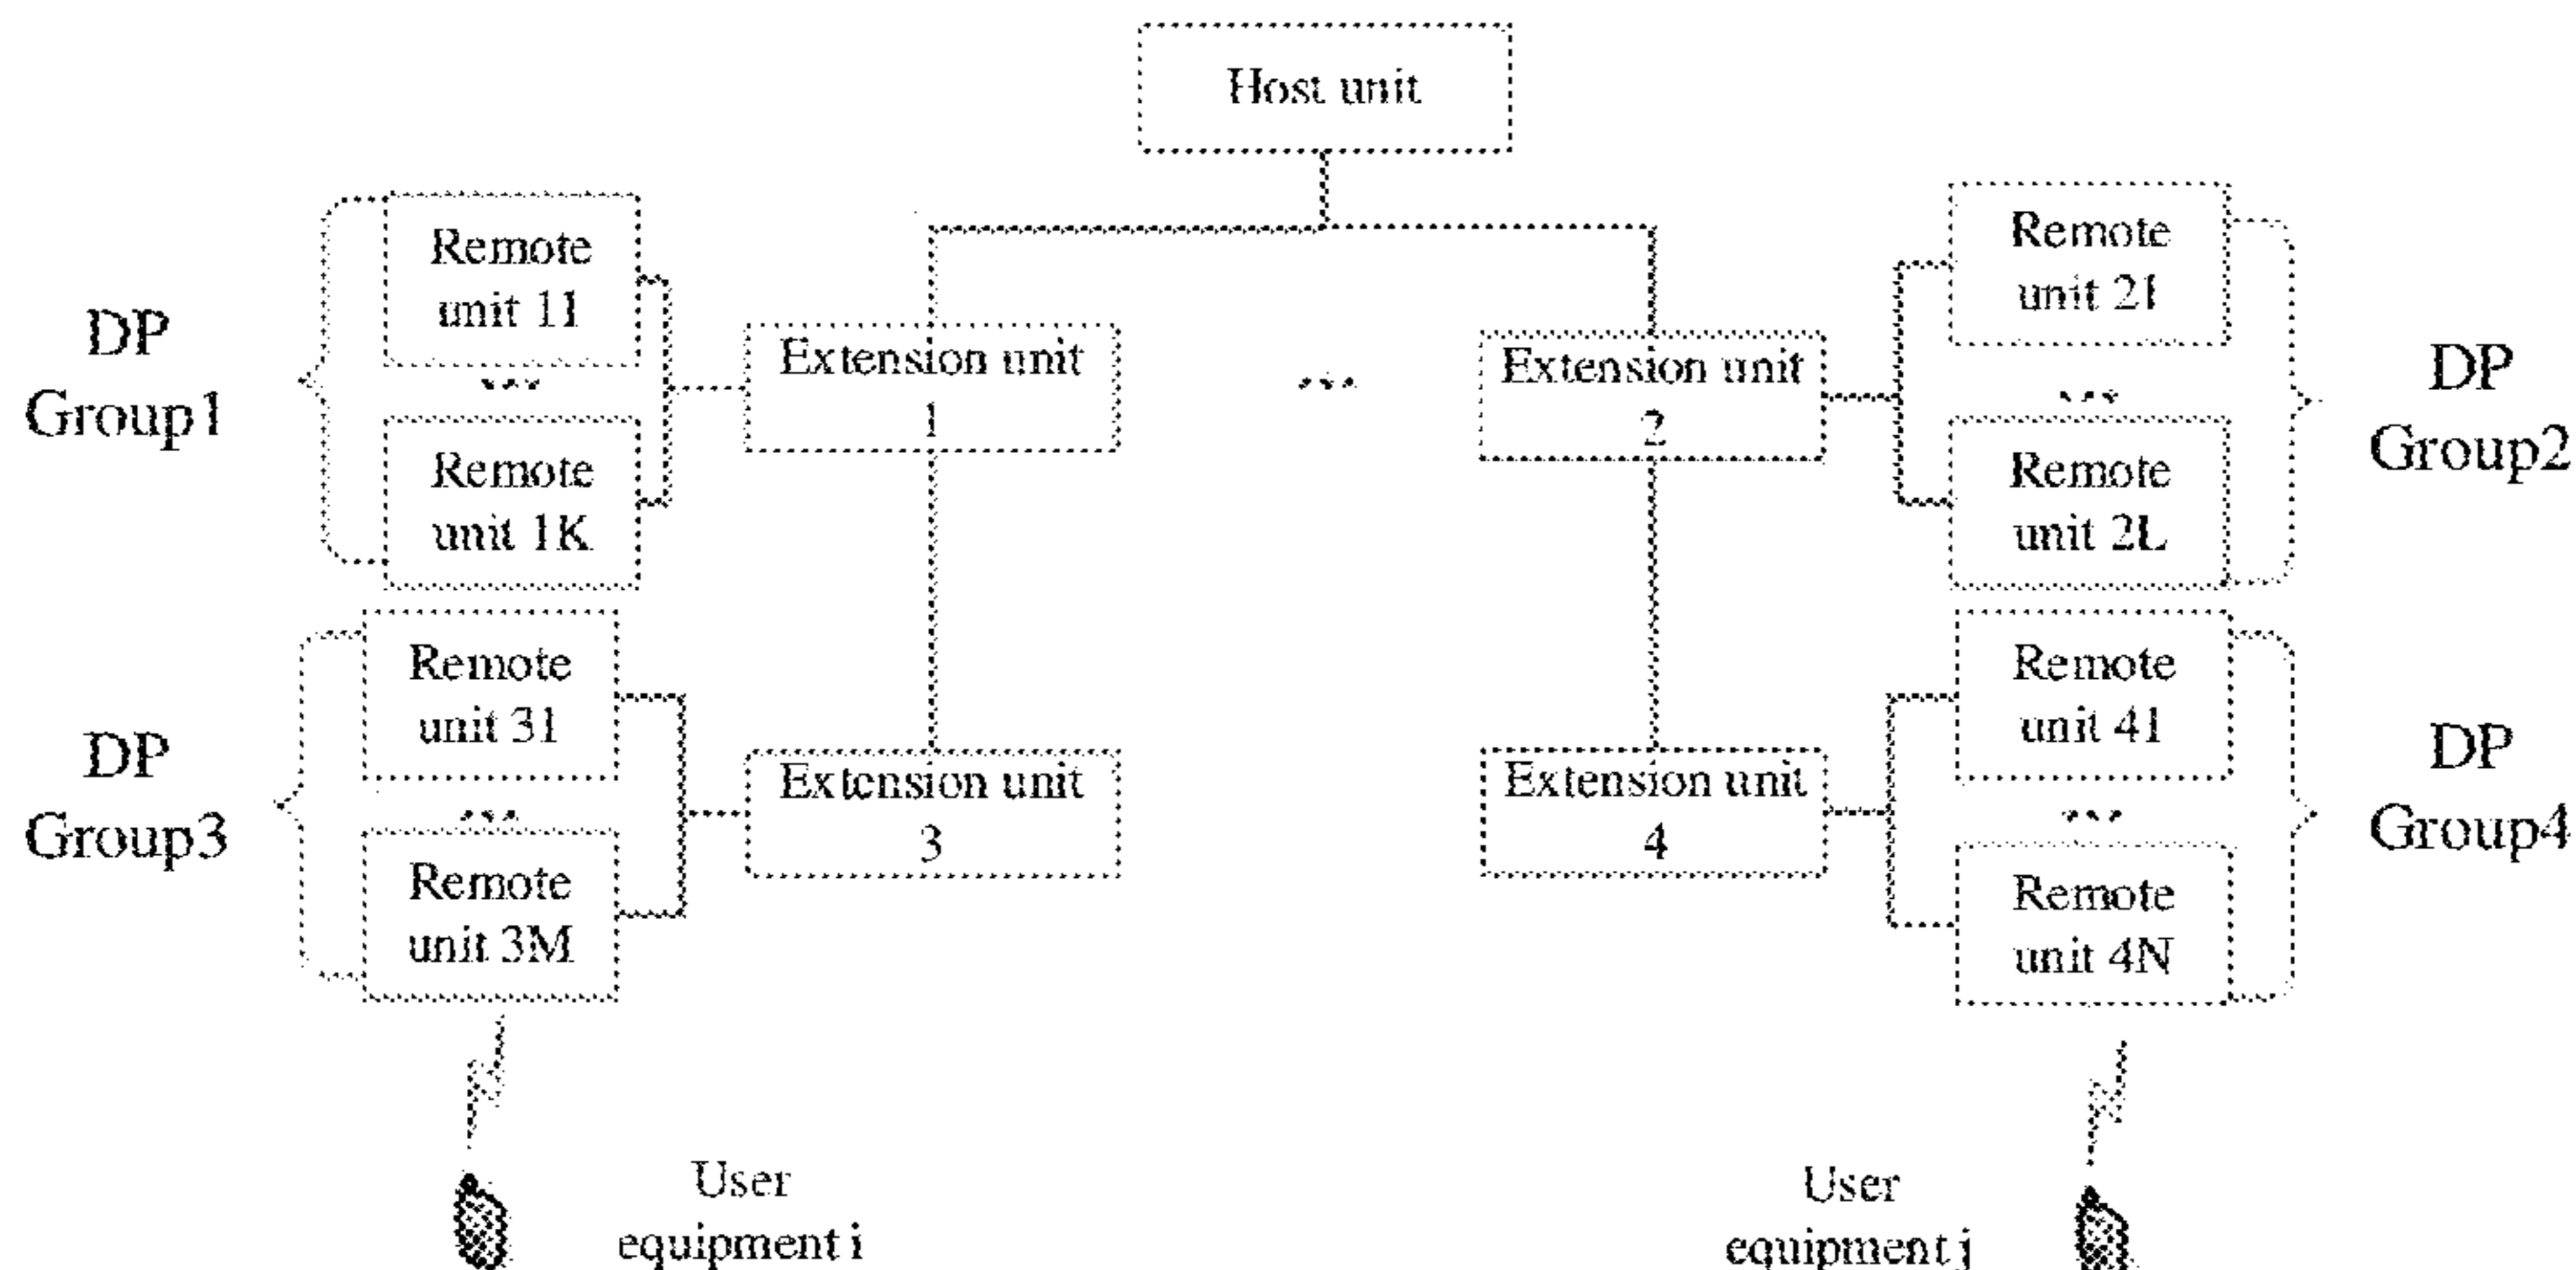 Host unit
DP
Group1
Remote
unit 11
...
Remote
unit 1K
Extension unit
1
...
Extension unit
2
Remote
unit 21
...
Remote
unit 2L
DP
Group2
DP
Group3
Remote
unit 31
...
Remote
unit 3M
Extension unit
3
Extension unit
4
Remote
unit 41
...
Remote
unit 4N
DP
Group4
User
equipment i
User
equipment j